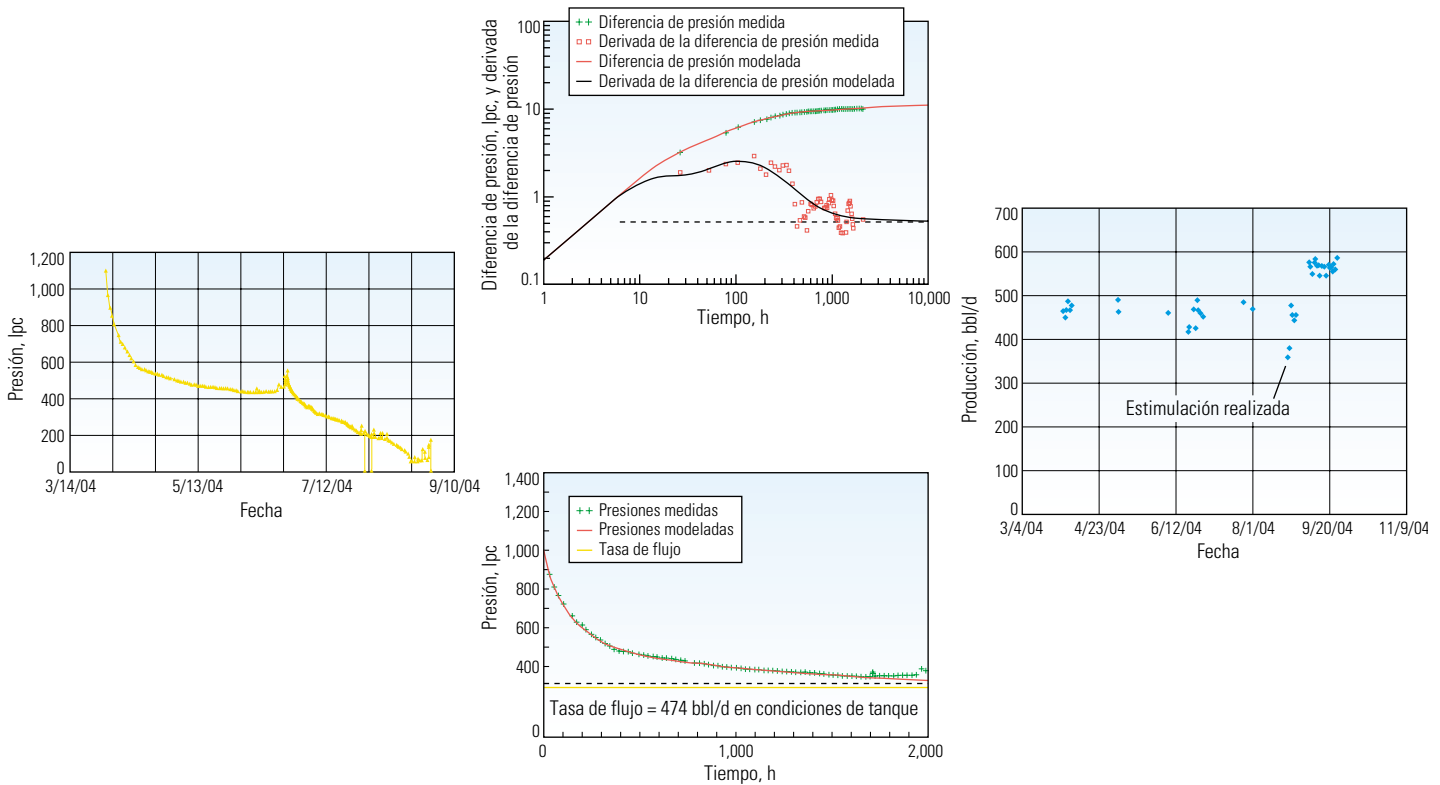 1,200
1,000
800
600
400
200
0
Presión, lpc
3/14/04
5/13/04
7/12/04
9/10/04
Fecha
Diferencia de presión medida
Derivada de la diferencia de presión medida
Diferencia de presión modelada
Derivada de la diferencia de presión modelada
Diferencia de presión, lpc, y derivada
de la diferencia de presión
100
10
1
0.1
1
10
100
1,000
10,000
Tiempo, h
1,400
1,200
1,000
800
600
400
0
Presión, lpc
Presiones medidas
Presiones modeladas
Tasa de flujo
Tasa de flujo = 474 bbl/d en condiciones de tanque
0
1,000
2,000
Tiempo, h
700
600
500
400
300
200
100
0
Producción, bbl/d
Estimulación realizada
3/4/04
4/23/04
6/12/04
8/1/04
9/20/04
11/9/04
Fecha